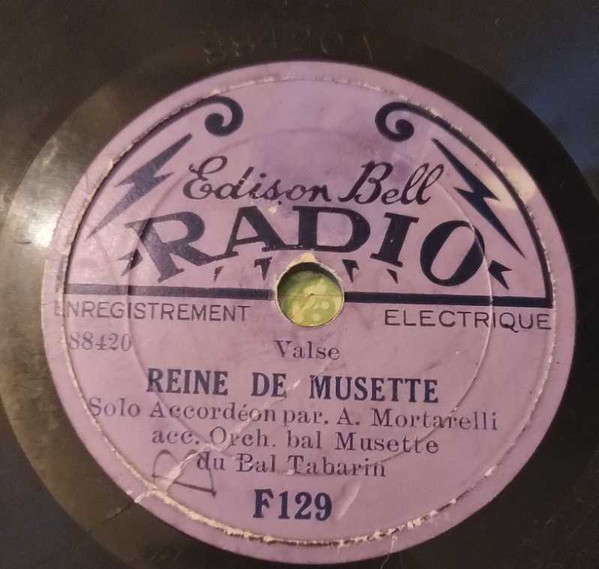 Edison Bell
RADIO
ENREGISTREMENT ELECTRIQUE
88420
Valse
REINE DE MUSETTE
Solo Accordéon par. A. Mortarelli
acc. Orch. bal Musette
du Bal Tabarin
F129